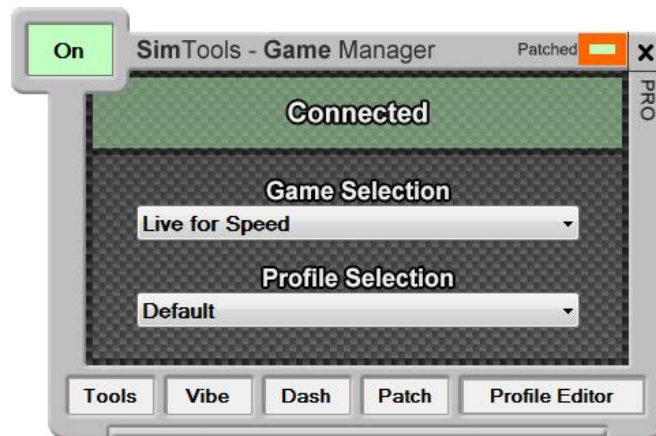 On
SimTools - Game Manager
Patched
X
PRO
Connected
Game Selection
Live for Speed
Profile Selection
Default
Tools
Vibe
Dash
Patch
Profile Editor